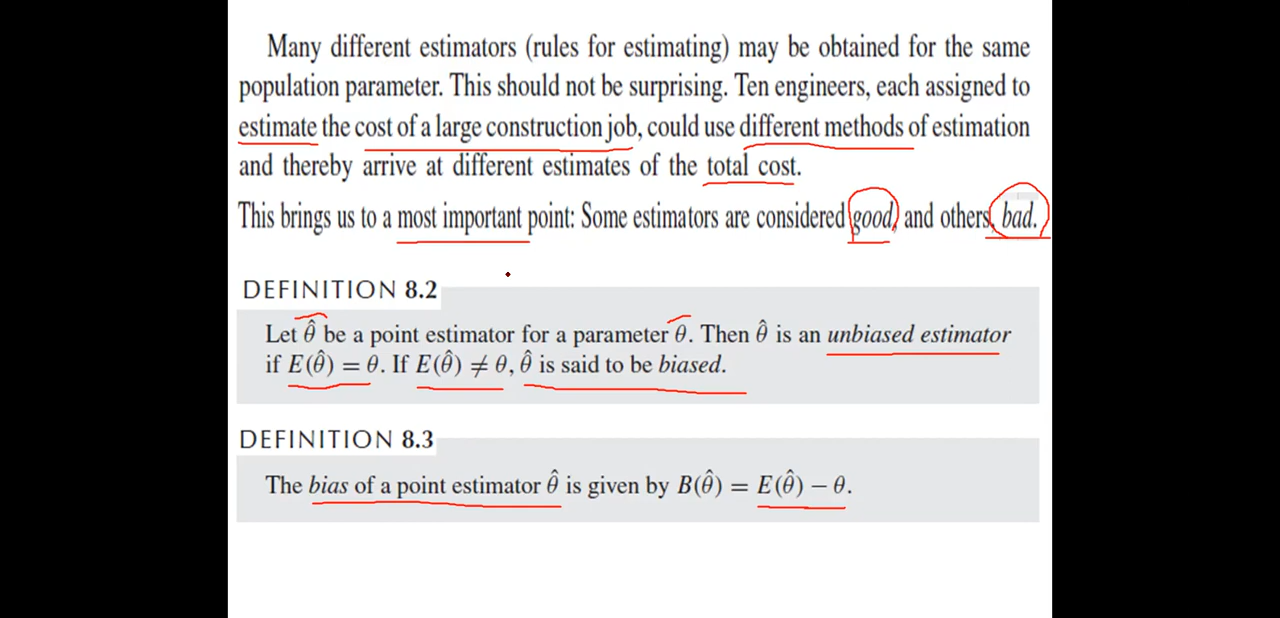 Many different estimators (rules for estimating) may be obtained for the same
population parameter. This should not be surprising. Ten engineers, each assigned to
estimate the cost of a large construction job, could use different methods of estimation
and thereby arrive at different estimates of the total cost.
This brings us to a most important point: Some estimators are considered good, and others, bad.
DEFINITION 8.2
Let θ̂ be a point estimator for a parameter θ. Then θ̂ is an unbiased estimator
if E(θ̂) = θ. If E(θ̂) ≠ θ, θ̂ is said to be biased.
DEFINITION 8.3
The bias of a point estimator θ̂ is given by B(θ̂) = E(θ̂) − θ.